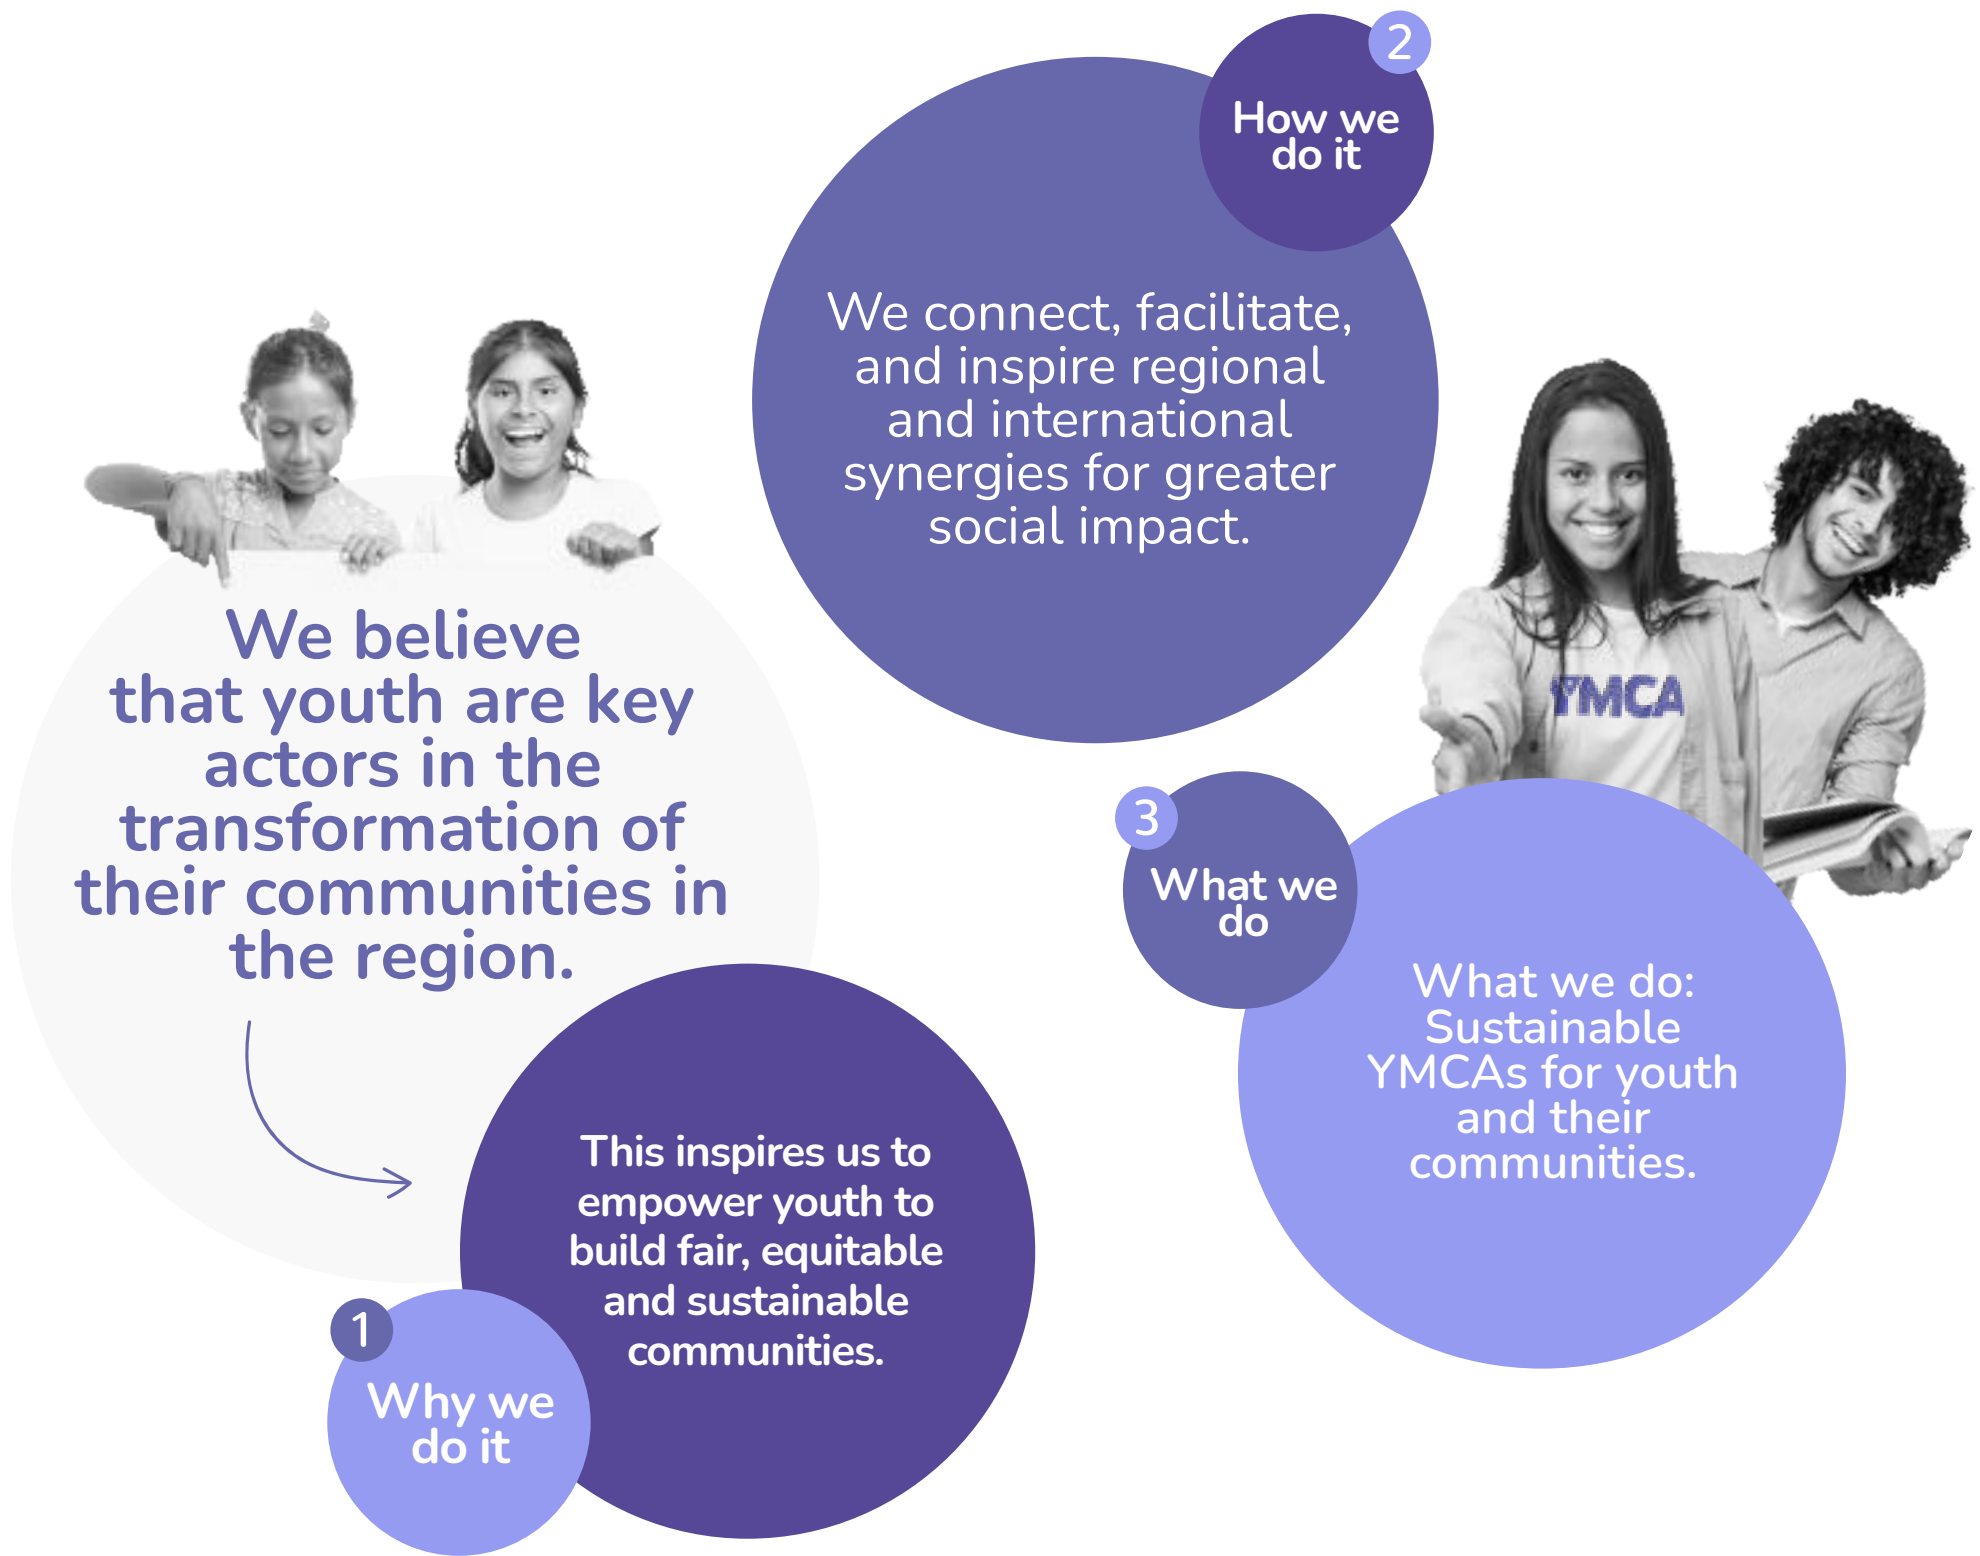 We believe
that youth are key
actors in the
transformation of
their communities in
the region.
1
Why we
do it
This inspires us to
empower youth to
build fair, equitable
and sustainable
communities.
2
How we
do it
We connect, facilitate,
and inspire regional
and international
synergies for greater
social impact.
3
What we
do
What we do:
Sustainable
YMCAs for youth
and their
communities.
YMCA